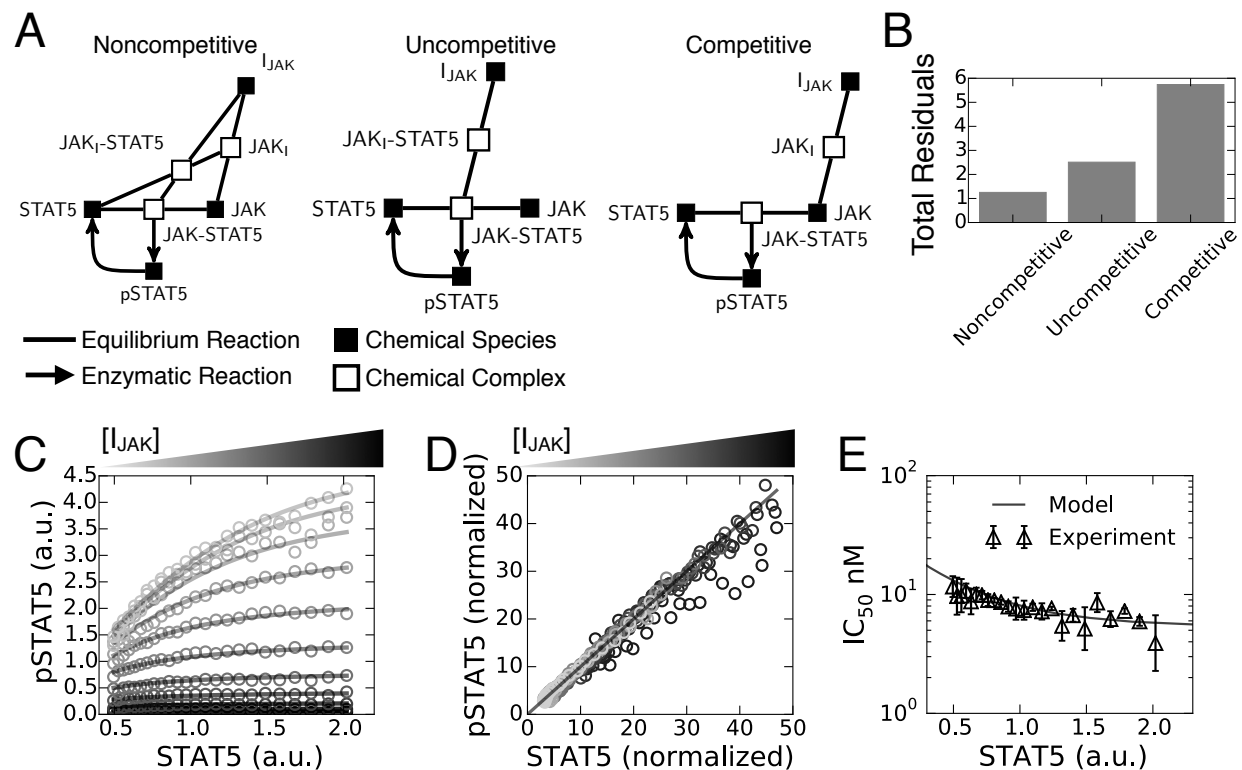 A
Noncompetitive
I_JAK
JAK_I-STAT5
JAK_I
STAT5
JAK
JAK-STAT5
pSTAT5
Uncompetitive
I_JAK
JAK_I-STAT5
STAT5
JAK
JAK-STAT5
pSTAT5
Competitive
I_JAK
JAK_I
STAT5
JAK
JAK-STAT5
pSTAT5
Equilibrium Reaction
Chemical Species
Enzymatic Reaction
Chemical Complex
B
Total Residuals
6
5
4
3
2
1
0
Noncompetitive
Uncompetitive
Competitive
C
[I_JAK]
pSTAT5 (a.u.)
4.5
4.0
3.5
3.0
2.5
2.0
1.5
1.0
0.5
0.0
0.5 1.0 1.5 2.0
STAT5 (a.u.)
D
[I_JAK]
pSTAT5 (normalized)
50
40
30
20
10
0
0 10 20 30 40 50
STAT5 (normalized)
E
IC_50 nM
10^2
10^1
10^0
Model
Experiment
0.5 1.0 1.5 2.0
STAT5 (a.u.)